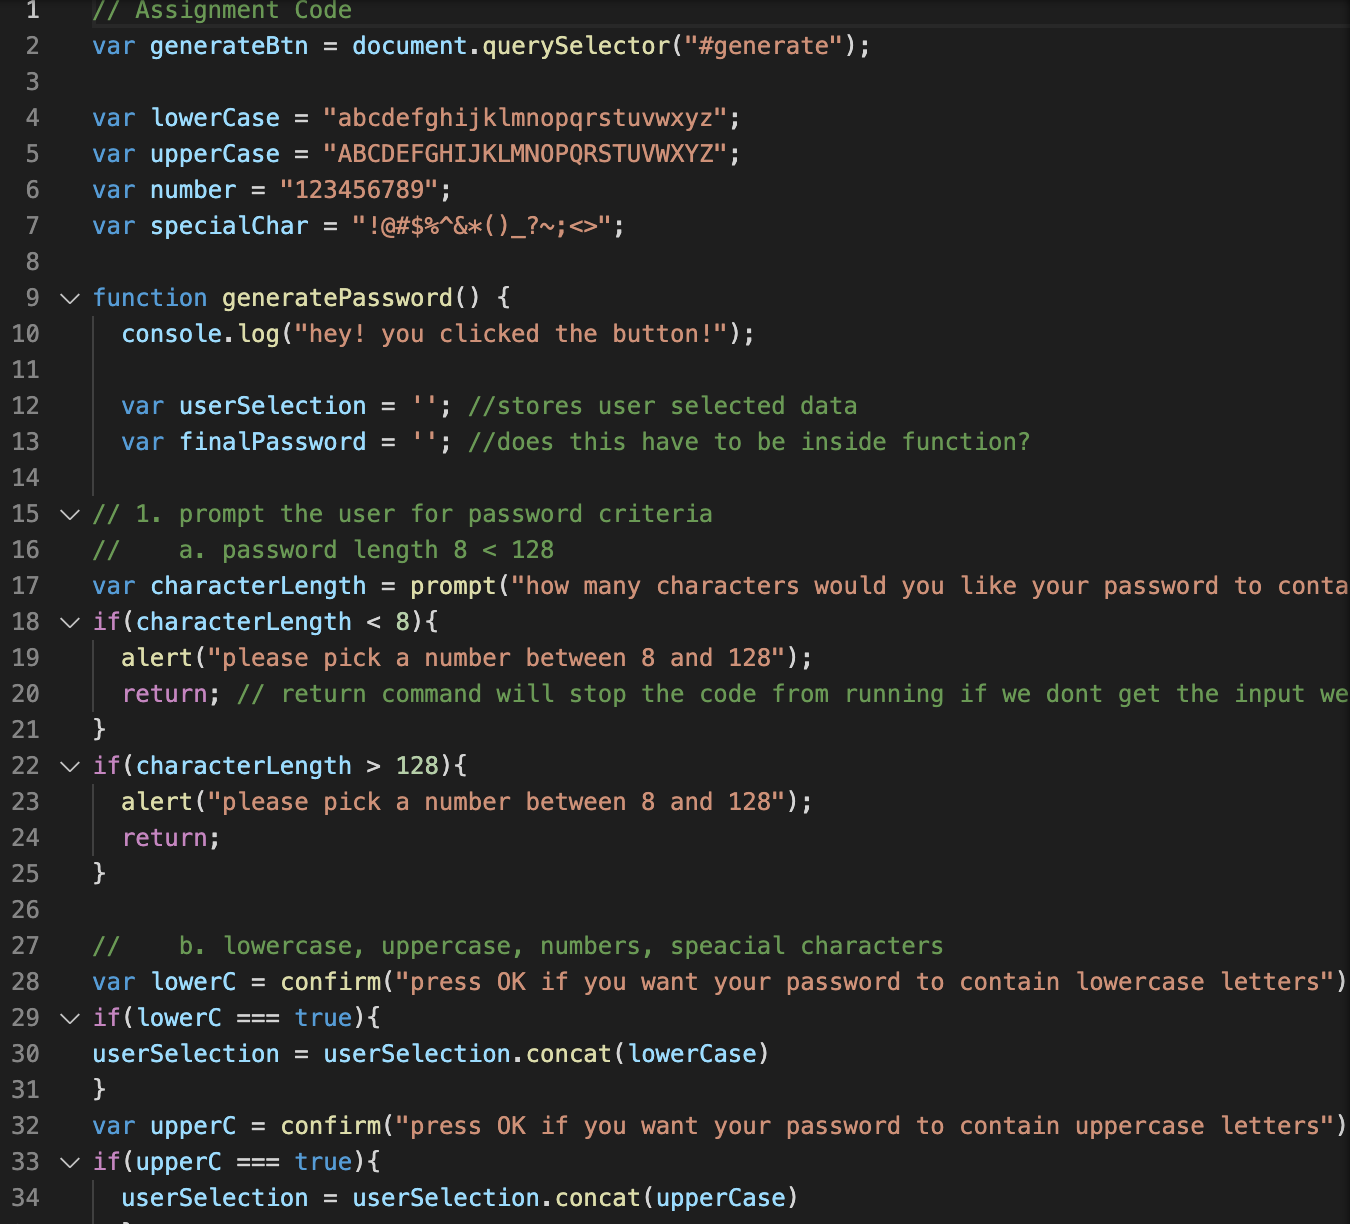 1 // Assignment Code
2 var generateBtn = document.querySelector("#generate");
3
4 var lowerCase = "abcdefghijklmnopqrstuvwxyz";
5 var upperCase = "ABCDEFGHIJKLMNOPQRSTUVWXYZ";
6 var number = "123456789";
7 var specialChar = "!@#$%^&*()_?~;<>";
8
9 function generatePassword() {
10 console.log("hey! you clicked the button!");
11
12 var userSelection = ''; //stores user selected data
13 var finalPassword = ''; //does this have to be inside function?
14
15 // 1. prompt the user for password criteria
16 //    a. password length 8 < 128
17 var characterLength = prompt("how many characters would you like your password to conta
18 if(characterLength < 8){
19 alert("please pick a number between 8 and 128");
20 return; // return command will stop the code from running if we dont get the input we
21 }
22 if(characterLength > 128){
23 alert("please pick a number between 8 and 128");
24 return;
25 }
26
27 //    b. lowercase, uppercase, numbers, speacial characters
28 var lowerC = confirm("press OK if you want your password to contain lowercase letters")
29 if(lowerC === true){
30 userSelection = userSelection.concat(lowerCase)
31 }
32 var upperC = confirm("press OK if you want your password to contain uppercase letters")
33 if(upperC === true){
34 userSelection = userSelection.concat(upperCase)